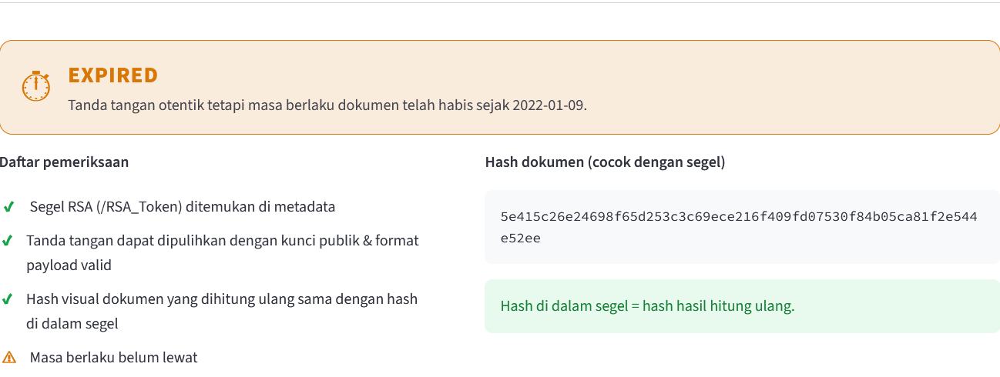 EXPIRED
Tanda tangan otentik tetapi masa berlaku dokumen telah habis sejak 2022-01-09.
Daftar pemeriksaan
Segel RSA (/RSA_Token) ditemukan di metadata
Tanda tangan dapat dipulihkan dengan kunci publik & format
payload valid
Hash visual dokumen yang dihitung ulang sama dengan hash
di dalam segel
Masa berlaku belum lewat
Hash dokumen (cocok dengan segel)
5e415c26e24698f65d253c3c69ece216f409fd07530f84b05ca81f2e544
e52ee
Hash di dalam segel = hash hasil hitung ulang.